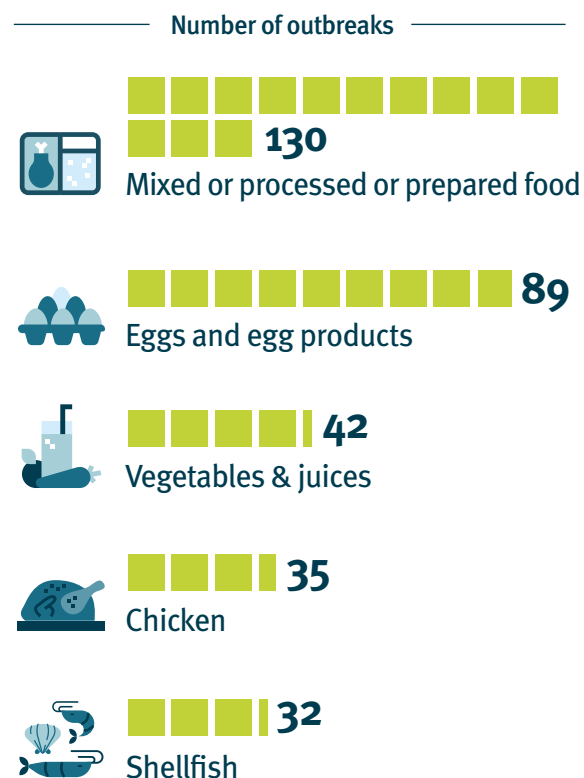 Number of outbreaks
130
Mixed or processed or prepared food
89
Eggs and egg products
42
Vegetables & juices
35
Chicken
32
Shellfish